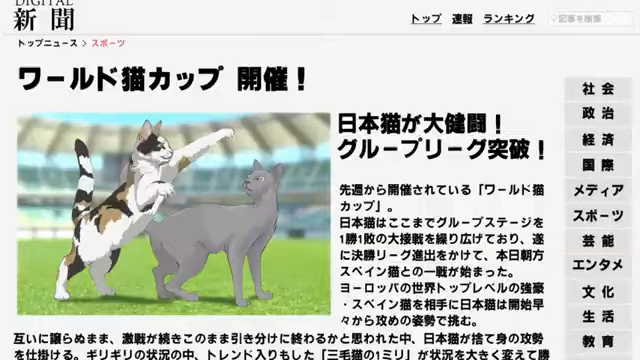 DIGITAL
新聞
トップ 速報 ランキング
記事を検索
トップニュース > スポーツ
ワールド猫カップ 開催！
日本猫が大健闘！
グループリーグ突破！
先週から開催されている「ワールド猫
カップ」。
日本猫はここまでグループステージを
1勝1敗の大接戦を繰り広げており、遂
に決勝リーグ進出をかけて、本日朝方
スペイン猫との一戦が始まった。
ヨーロッパの世界トップレベルの強豪
・スペイン猫を相手に日本猫は開始早
々から攻めの姿勢で挑む。
互いに譲らぬまま、激戦が続きこのまま引き分けに終わるかと思われた中、日本猫が捨て身の攻勢
を仕掛ける。ギリギリの状況の中、トレンド入りもした「三毛猫の1ミリ」が状況を大きく変えて勝
社会
政治
経済
国際
メディア
スポーツ
芸能
エンタメ
文化
生活
教育